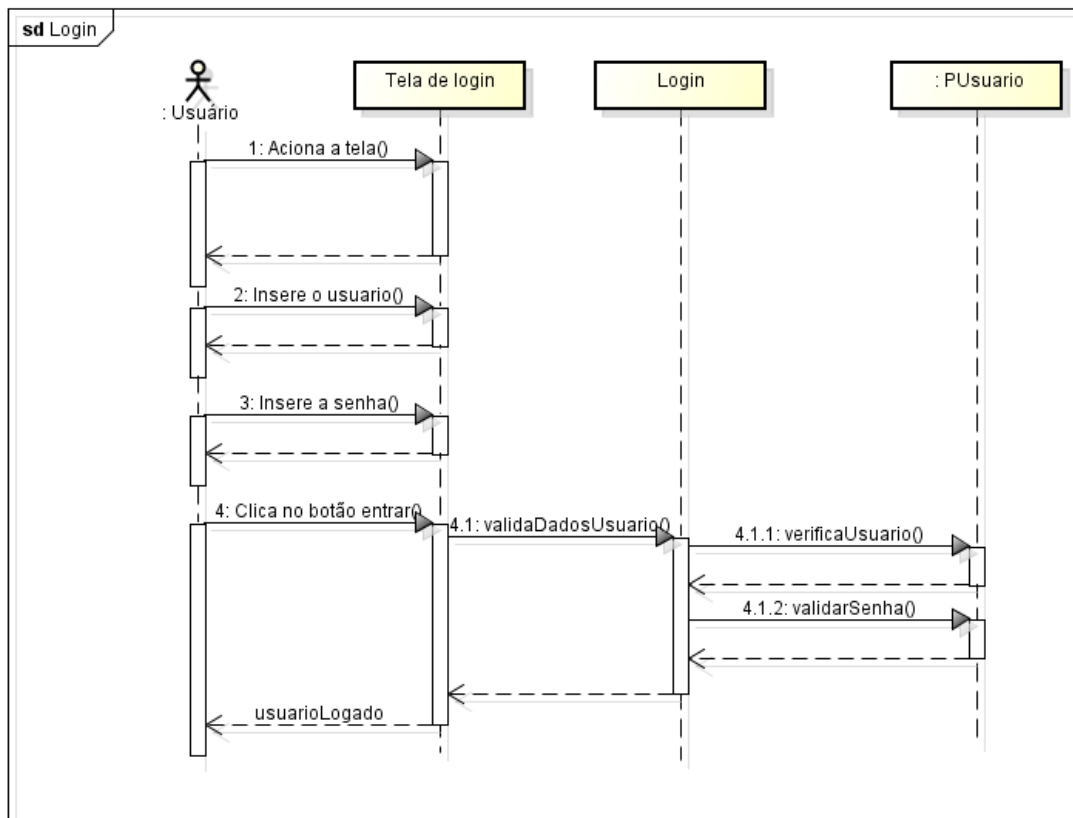 sd Login
: Usuário
Tela de login
Login
: PUsuario
1: Aciona a tela()
2: Insere o usuario()
3: Insere a senha()
4: Clica no botão entrar()
4.1: validaDadosUsuario()
4.1.1: verificaUsuario()
4.1.2: validarSenha()
usuarioLogado